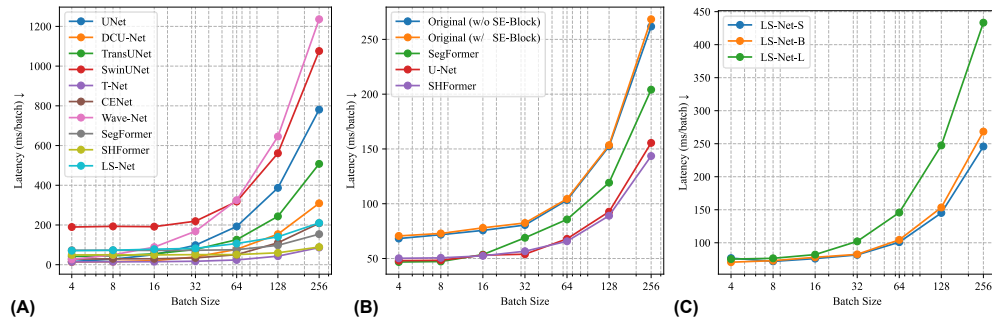 Latency (ms/batch) ↓
1200
1000
800
600
400
200
0
UNet
DCU-Net
TransUNet
SwinUNet
T-Net
CENet
Wave-Net
SegFormer
SHFormer
LS-Net
4 8 16 32 64 128 256
Batch Size
(A)
Latency (ms/batch) ↓
250
200
150
100
50
Original (w/o SE-Block)
Original (w/ SE-Block)
SegFormer
U-Net
SHFormer
4 8 16 32 64 128 256
Batch Size
(B)
Latency (ms/batch) ↓
450
400
350
300
250
200
150
100
LS-Net-S
LS-Net-B
LS-Net-L
4 8 16 32 64 128 256
Batch Size
(C)